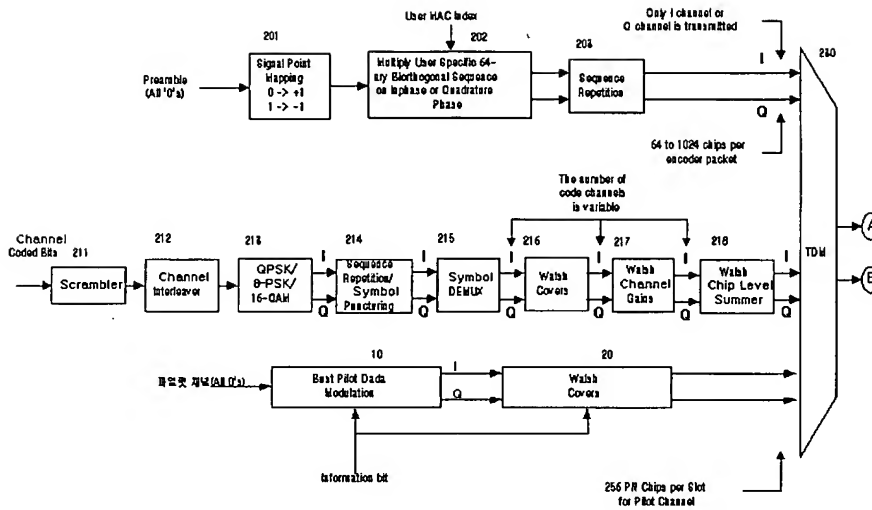 User MAC Index
Only I channel or
Q channel is transmitted
201
202
203
230
Signal Point
Mapping
0 -> +1
1 -> -1
Multiply User Specific 64-
ary Biorthogonal Sequence
on Inphase or Quadrature
Phase
Sequence
Repetition
I
Q
Preamble
(All '0's)
64 to 1024 chips per
encoder packet
The number of
code channels
is variable
Channel
Coded Bits
211
212
213
214
215
216
217
218
Scrambler
Channel
Interleaver
QPSK/
8-PSK/
16-QAM
I
Q
Sequence
Repetition/
Symbol
Puncturing
I
Q
Symbol
DEMUX
I
Q
Walsh
Covers
I
Q
Walsh
Channel
Gains
I
Q
Walsh
Chip Level
Summer
I
Q
TDM
A
B
10
20
파일럿 채널(All 0's)
Bust Pilot Dada
Modulation
I
Q
Walsh
Covers
Information bit
256 PN Chips per Slot
for Pilot Channel